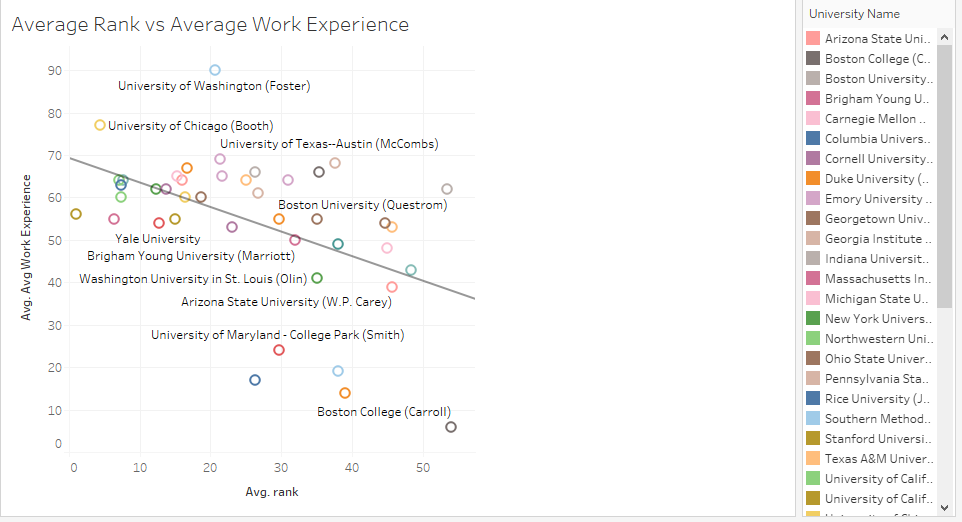 Average Rank vs Average Work Experience
University Name
Arizona State Uni..
Boston College (C..
Boston University..
Brigham Young U..
Carnegie Mellon ..
Columbia Univers..
Cornell University..
Duke University (..
Emory University ..
Georgetown Univ..
Georgia Institute ..
Indiana Universit..
Massachusetts In..
Michigan State U..
New York Univers..
Northwestern Uni..
Ohio State Univer..
Pennsylvania Sta..
Rice University (J..
Southern Method..
Stanford Universi..
Texas A&M Univer..
University of Calif..
University of Calif..
90
University of Washington (Foster)
80
University of Chicago (Booth)
University of Texas--Austin (McCombs)
70
60
Boston University (Questrom)
50
Yale University
Brigham Young University (Marriott)
40
Washington University in St. Louis (Olin)
Arizona State University (W.P. Carey)
30
University of Maryland - College Park (Smith)
20
10
Boston College (Carroll)
0
Avg. Avg Work Experience
0 10 20 30 40 50
Avg. rank